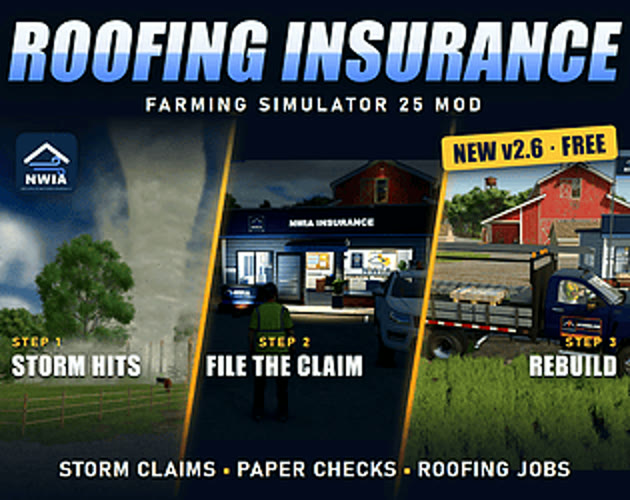 ROOFING INSURANCE
FARMING SIMULATOR 25 MOD
NEW v2.6 · FREE
NWIA
NWIA INSURANCE
STEP 1
STORM HITS
STEP 2
FILE THE CLAIM
STEP 3
REBUILD
STORM CLAIMS • PAPER CHECKS • ROOFING JOBS